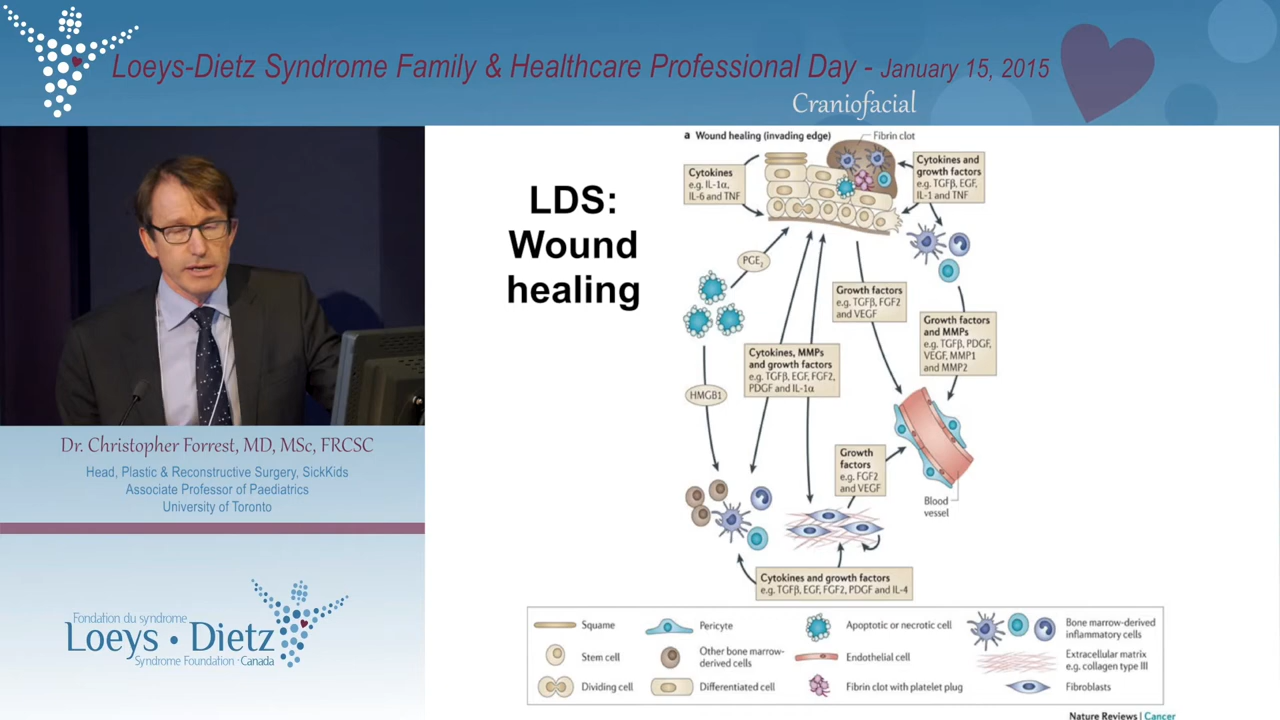 Loeys-Dietz Syndrome Family & Healthcare Professional Day - January 15, 2015
Craniofacial
Dr. Christopher Forrest, MD, MSc, FRCSC
Head, Plastic & Reconstructive Surgery, SickKids
Associate Professor of Paediatrics
University of Toronto
Fondation du syndrome
Loeys • Dietz
Syndrome Foundation · Canada
LDS:
Wound
healing
a Wound healing (invading edge)
Fibrin clot
Cytokines
e.g. IL-1α,
IL-6 and TNF
Cytokines and
growth factors
e.g. TGFβ, EGF,
IL-1 and TNF
PGE₂
Growth factors
e.g. TGFβ, FGF2
and VEGF
Growth factors
and MMPs
e.g. TGFβ, PDGF,
VEGF, MMP1
and MMP2
Cytokines, MMPs
and growth factors
e.g. TGFβ, EGF, FGF2,
PDGF and IL-1α
HMGB1
Growth
factors
e.g. FGF2
and VEGF
Blood
vessel
Cytokines and growth factors
e.g. TGFβ, EGF, FGF2, PDGF and IL-4
Squame
Pericyte
Apoptotic or necrotic cell
Bone marrow-derived
inflammatory cells
Stem cell
Other bone marrow-
derived cells
Endothelial cell
Extracellular matrix
e.g. collagen type III
Dividing cell
Differentiated cell
Fibrin clot with platelet plug
Fibroblasts
Nature Reviews | Cancer